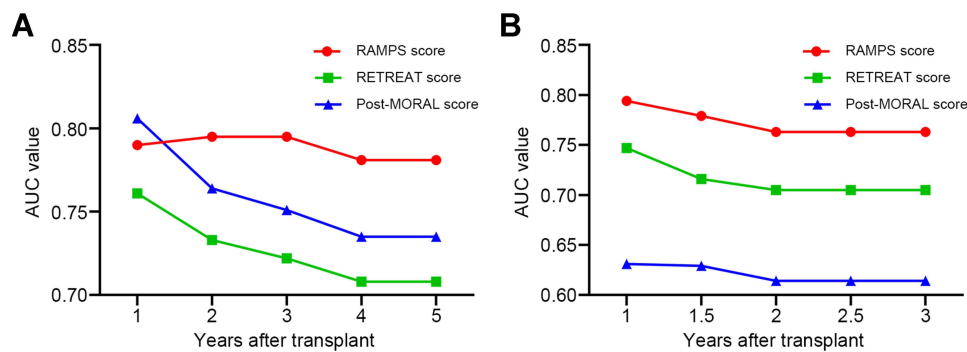 A
0.85
0.80
0.75
0.70
AUC value
RAMPS score
RETREAT score
Post-MORAL score
1 2 3 4 5
Years after transplant
B
0.85
0.80
0.75
0.70
0.65
0.60
AUC value
RAMPS score
RETREAT score
Post-MORAL score
1 1.5 2 2.5 3
Years after transplant